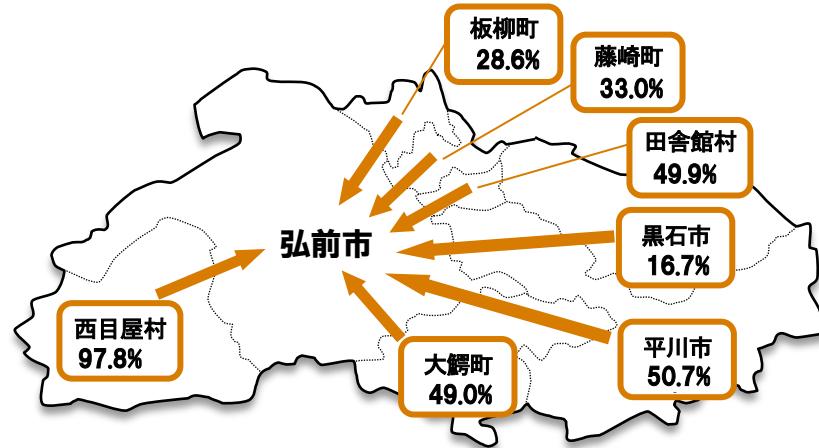 板柳町
28.6%
藤崎町
33.0%
田舎館村
49.9%
弘前市
黒石市
16.7%
西目屋村
97.8%
大鰐町
49.0%
平川市
50.7%